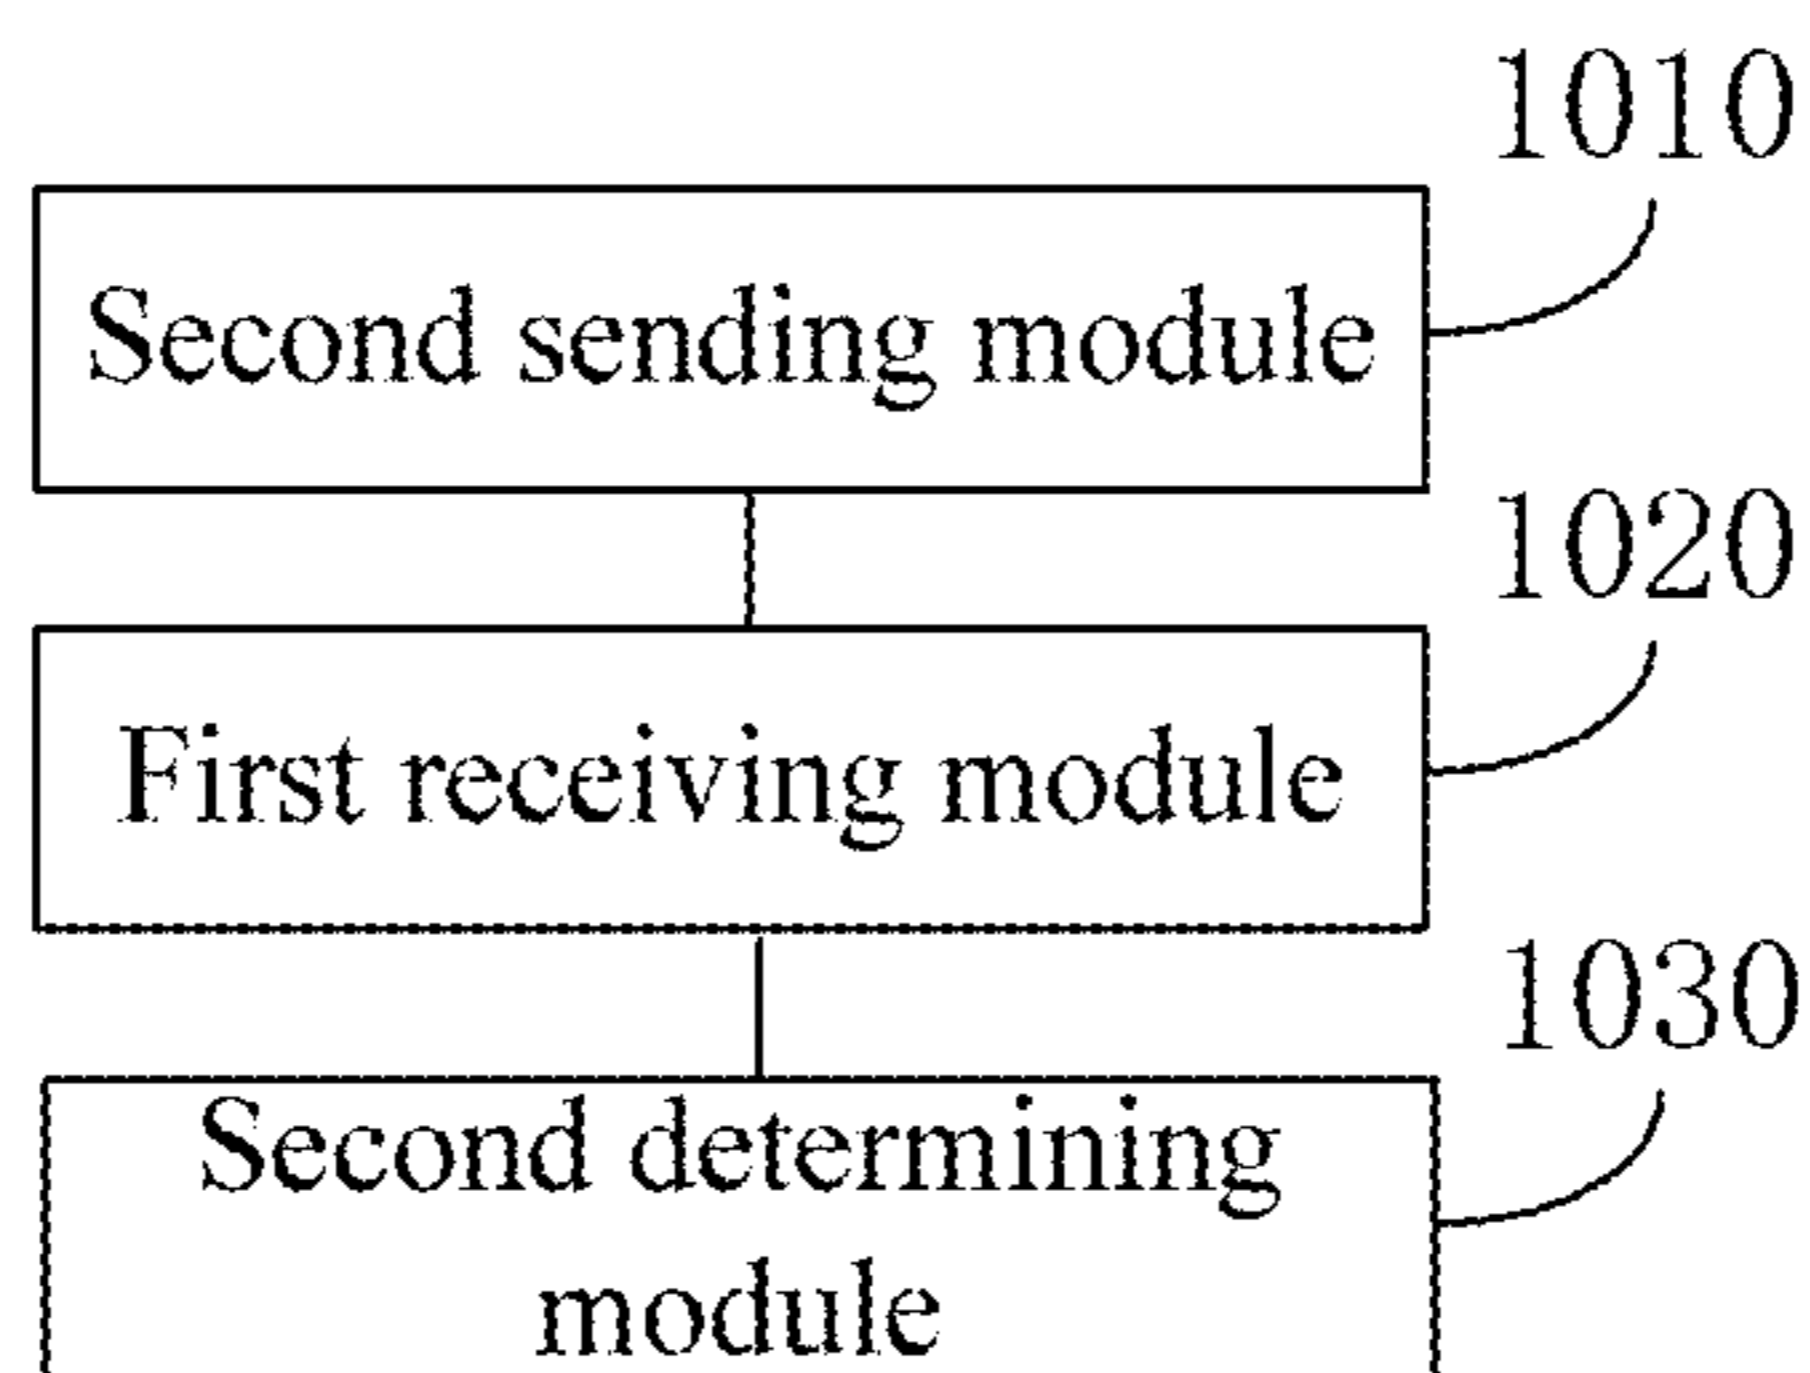 1010
Second sending module
1020
First receiving module
1030
Second determining
module